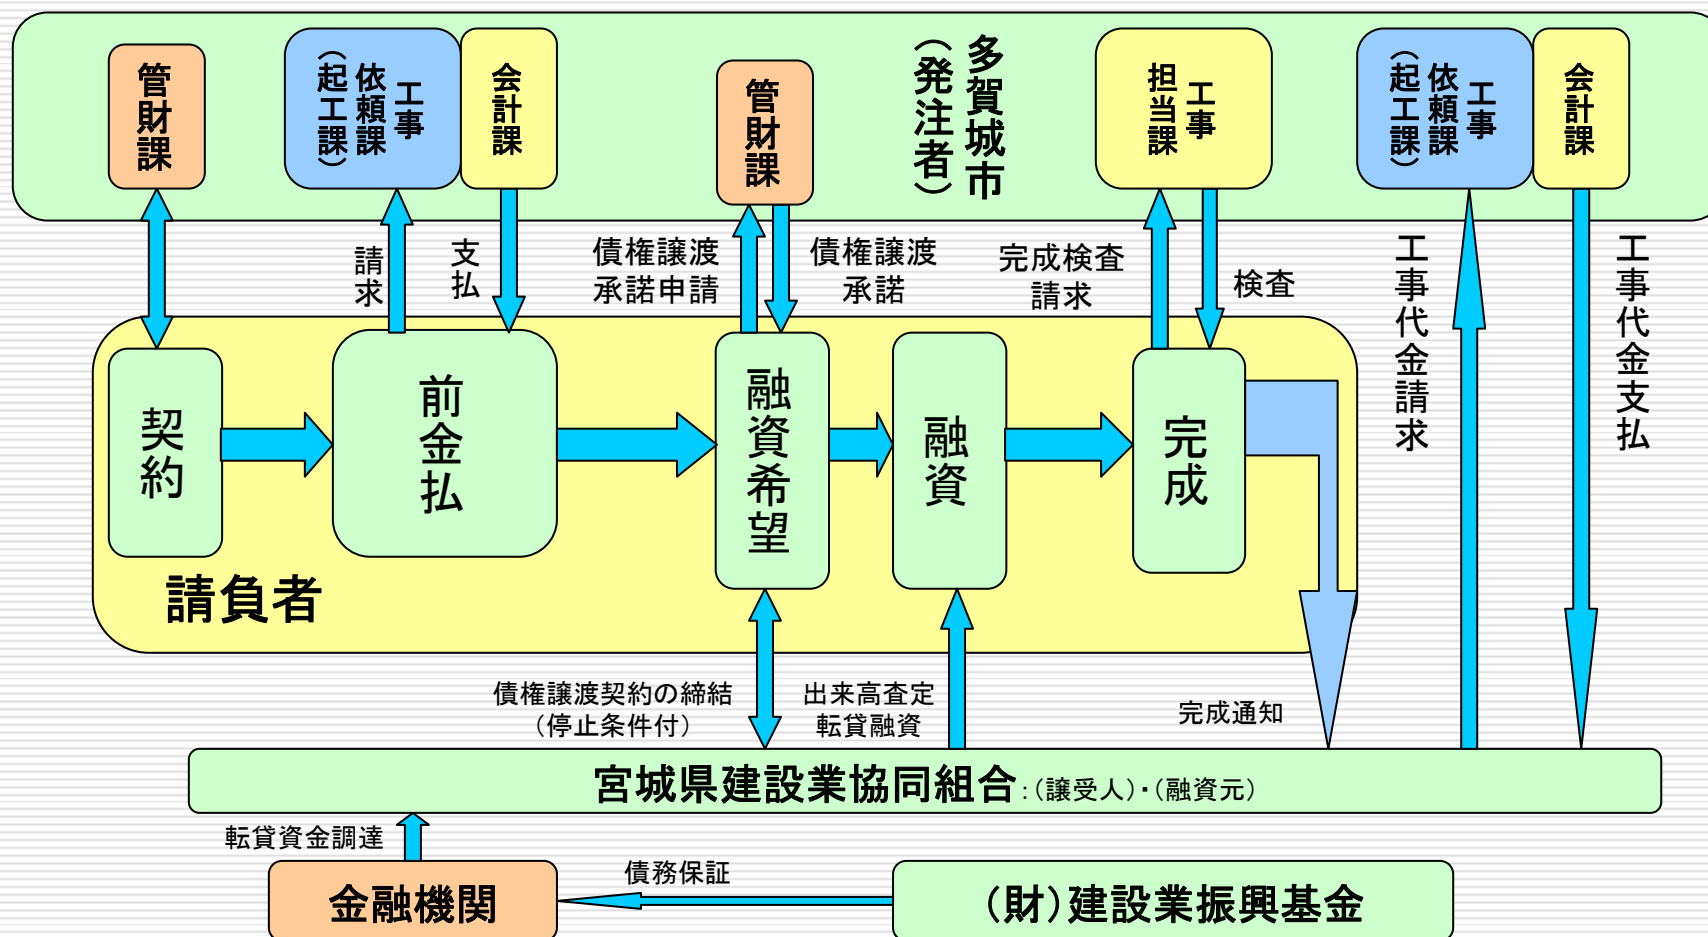 管財課
工事
依頼課
(起工課)
会計課
管財課
多賀城市
(発注者)
工事
担当課
工事
依頼課
(起工課)
会計課
請求
支払
債権譲渡
承諾申請
債権譲渡
承諾
完成検査
請求
検査
工事代金請求
工事代金支払
契約
前金払
融資希望
融資
完成
請負者
債権譲渡契約の締結
(停止条件付)
出来高査定
転貸融資
完成通知
宮城県建設業協同組合:(譲受人)・(融資元)
転貸資金調達
債務保証
金融機関
(財)建設業振興基金